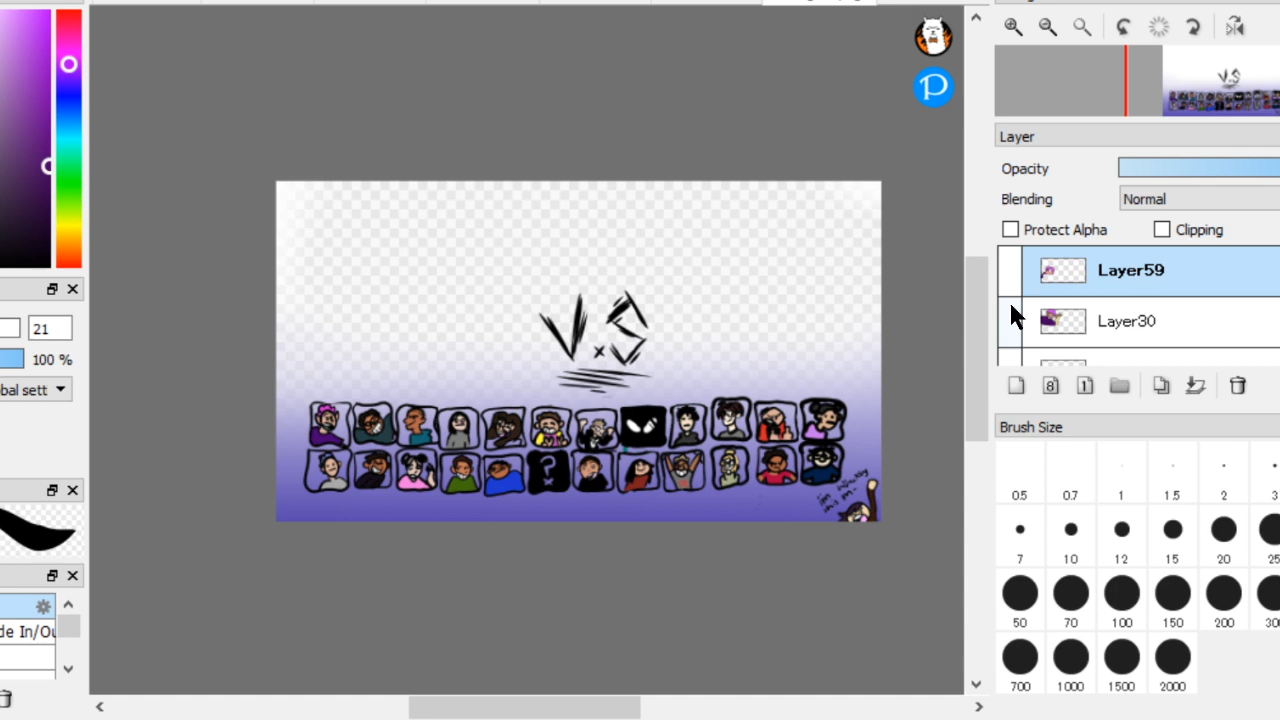 Layer
Opacity
Blending Normal
Protect Alpha Clipping
Layer59
Layer30
21
100 %
bal sett
de In/Ou
Brush Size
0.5 0.7 1 1.5 2 3
7 10 12 15 20 25
50 70 100 150 200 300
700 1000 1500 2000
V.S
?
P